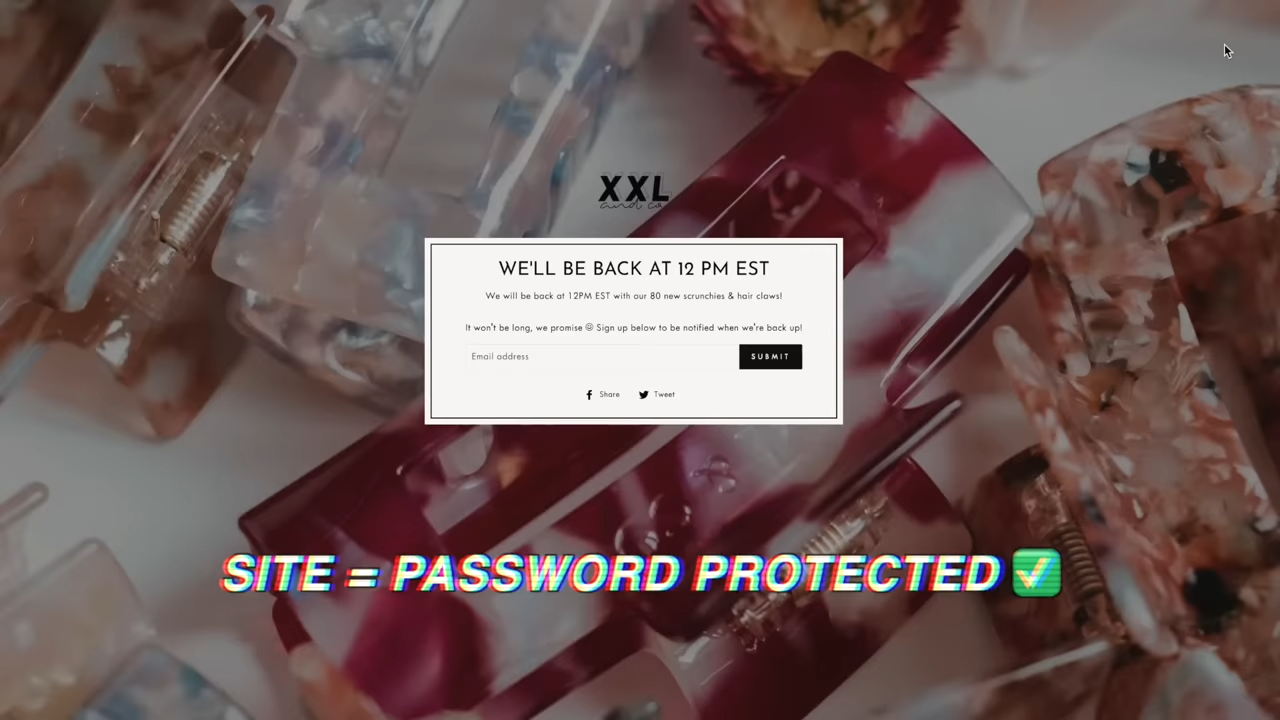 XXL
and co
WE'LL BE BACK AT 12 PM EST
We will be back at 12PM EST with our 80 new scrunchies & hair claws!
It won't be long, we promise ☺ Sign up below to be notified when we're back up!
Email address
SUBMIT
Share
Tweet
SITE = PASSWORD PROTECTED ✅